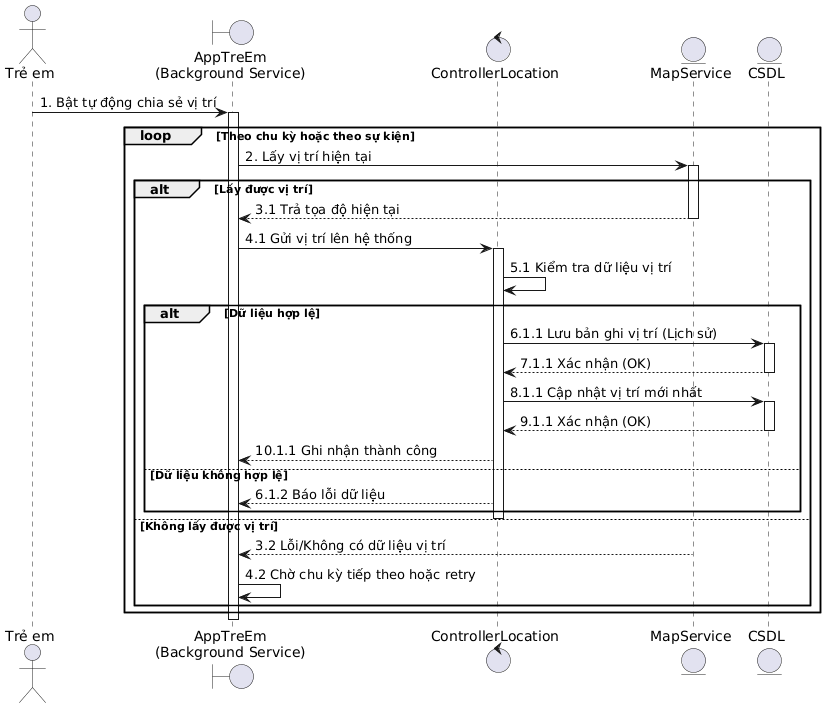 Trẻ em
AppTreEm
(Background Service)
ControllerLocation
MapService
CSDL
1. Bật tự động chia sẻ vị trí
loop
[Theo chu kỳ hoặc theo sự kiện]
2. Lấy vị trí hiện tại
alt
[Lấy được vị trí]
3.1 Trả tọa độ hiện tại
4.1 Gửi vị trí lên hệ thống
5.1 Kiểm tra dữ liệu vị trí
alt
[Dữ liệu hợp lệ]
6.1.1 Lưu bản ghi vị trí (Lịch sử)
7.1.1 Xác nhận (OK)
8.1.1 Cập nhật vị trí mới nhất
9.1.1 Xác nhận (OK)
10.1.1 Ghi nhận thành công
[Dữ liệu không hợp lệ]
6.1.2 Báo lỗi dữ liệu
[Không lấy được vị trí]
3.2 Lỗi/Không có dữ liệu vị trí
4.2 Chờ chu kỳ tiếp theo hoặc retry
Trẻ em
AppTreEm
(Background Service)
ControllerLocation
MapService
CSDL